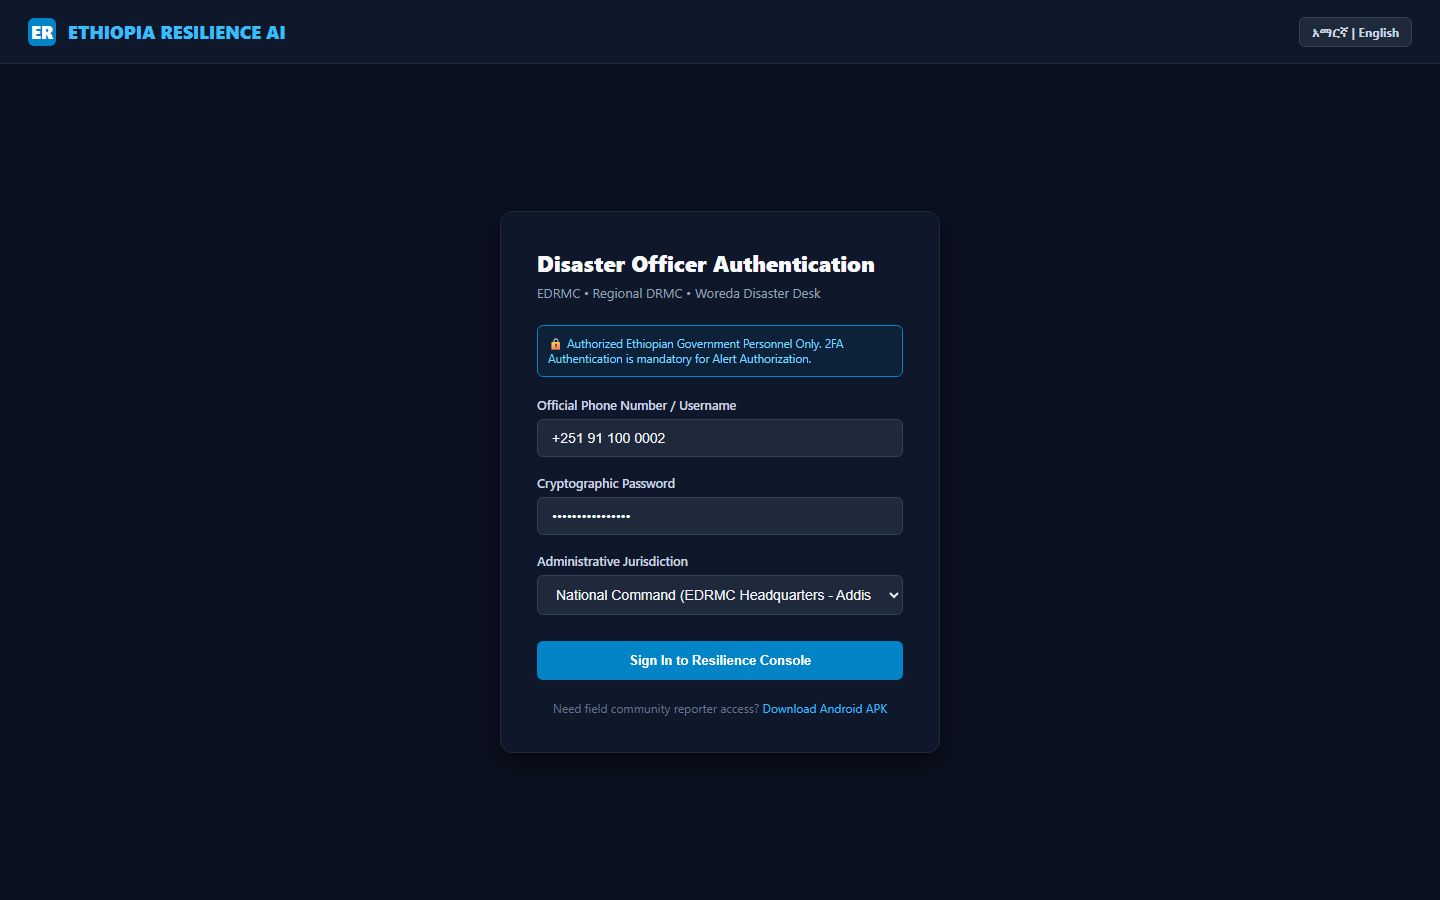 ER ETHIOPIA RESILIENCE AI
አማርኛ | English
Disaster Officer Authentication
EDRMC • Regional DRMC • Woreda Disaster Desk
🔒 Authorized Ethiopian Government Personnel Only. 2FA
Authentication is mandatory for Alert Authorization.
Official Phone Number / Username
+251 91 100 0002
Cryptographic Password
••••••••••••••••
Administrative Jurisdiction
National Command (EDRMC Headquarters - Addis
Sign In to Resilience Console
Need field community reporter access? Download Android APK